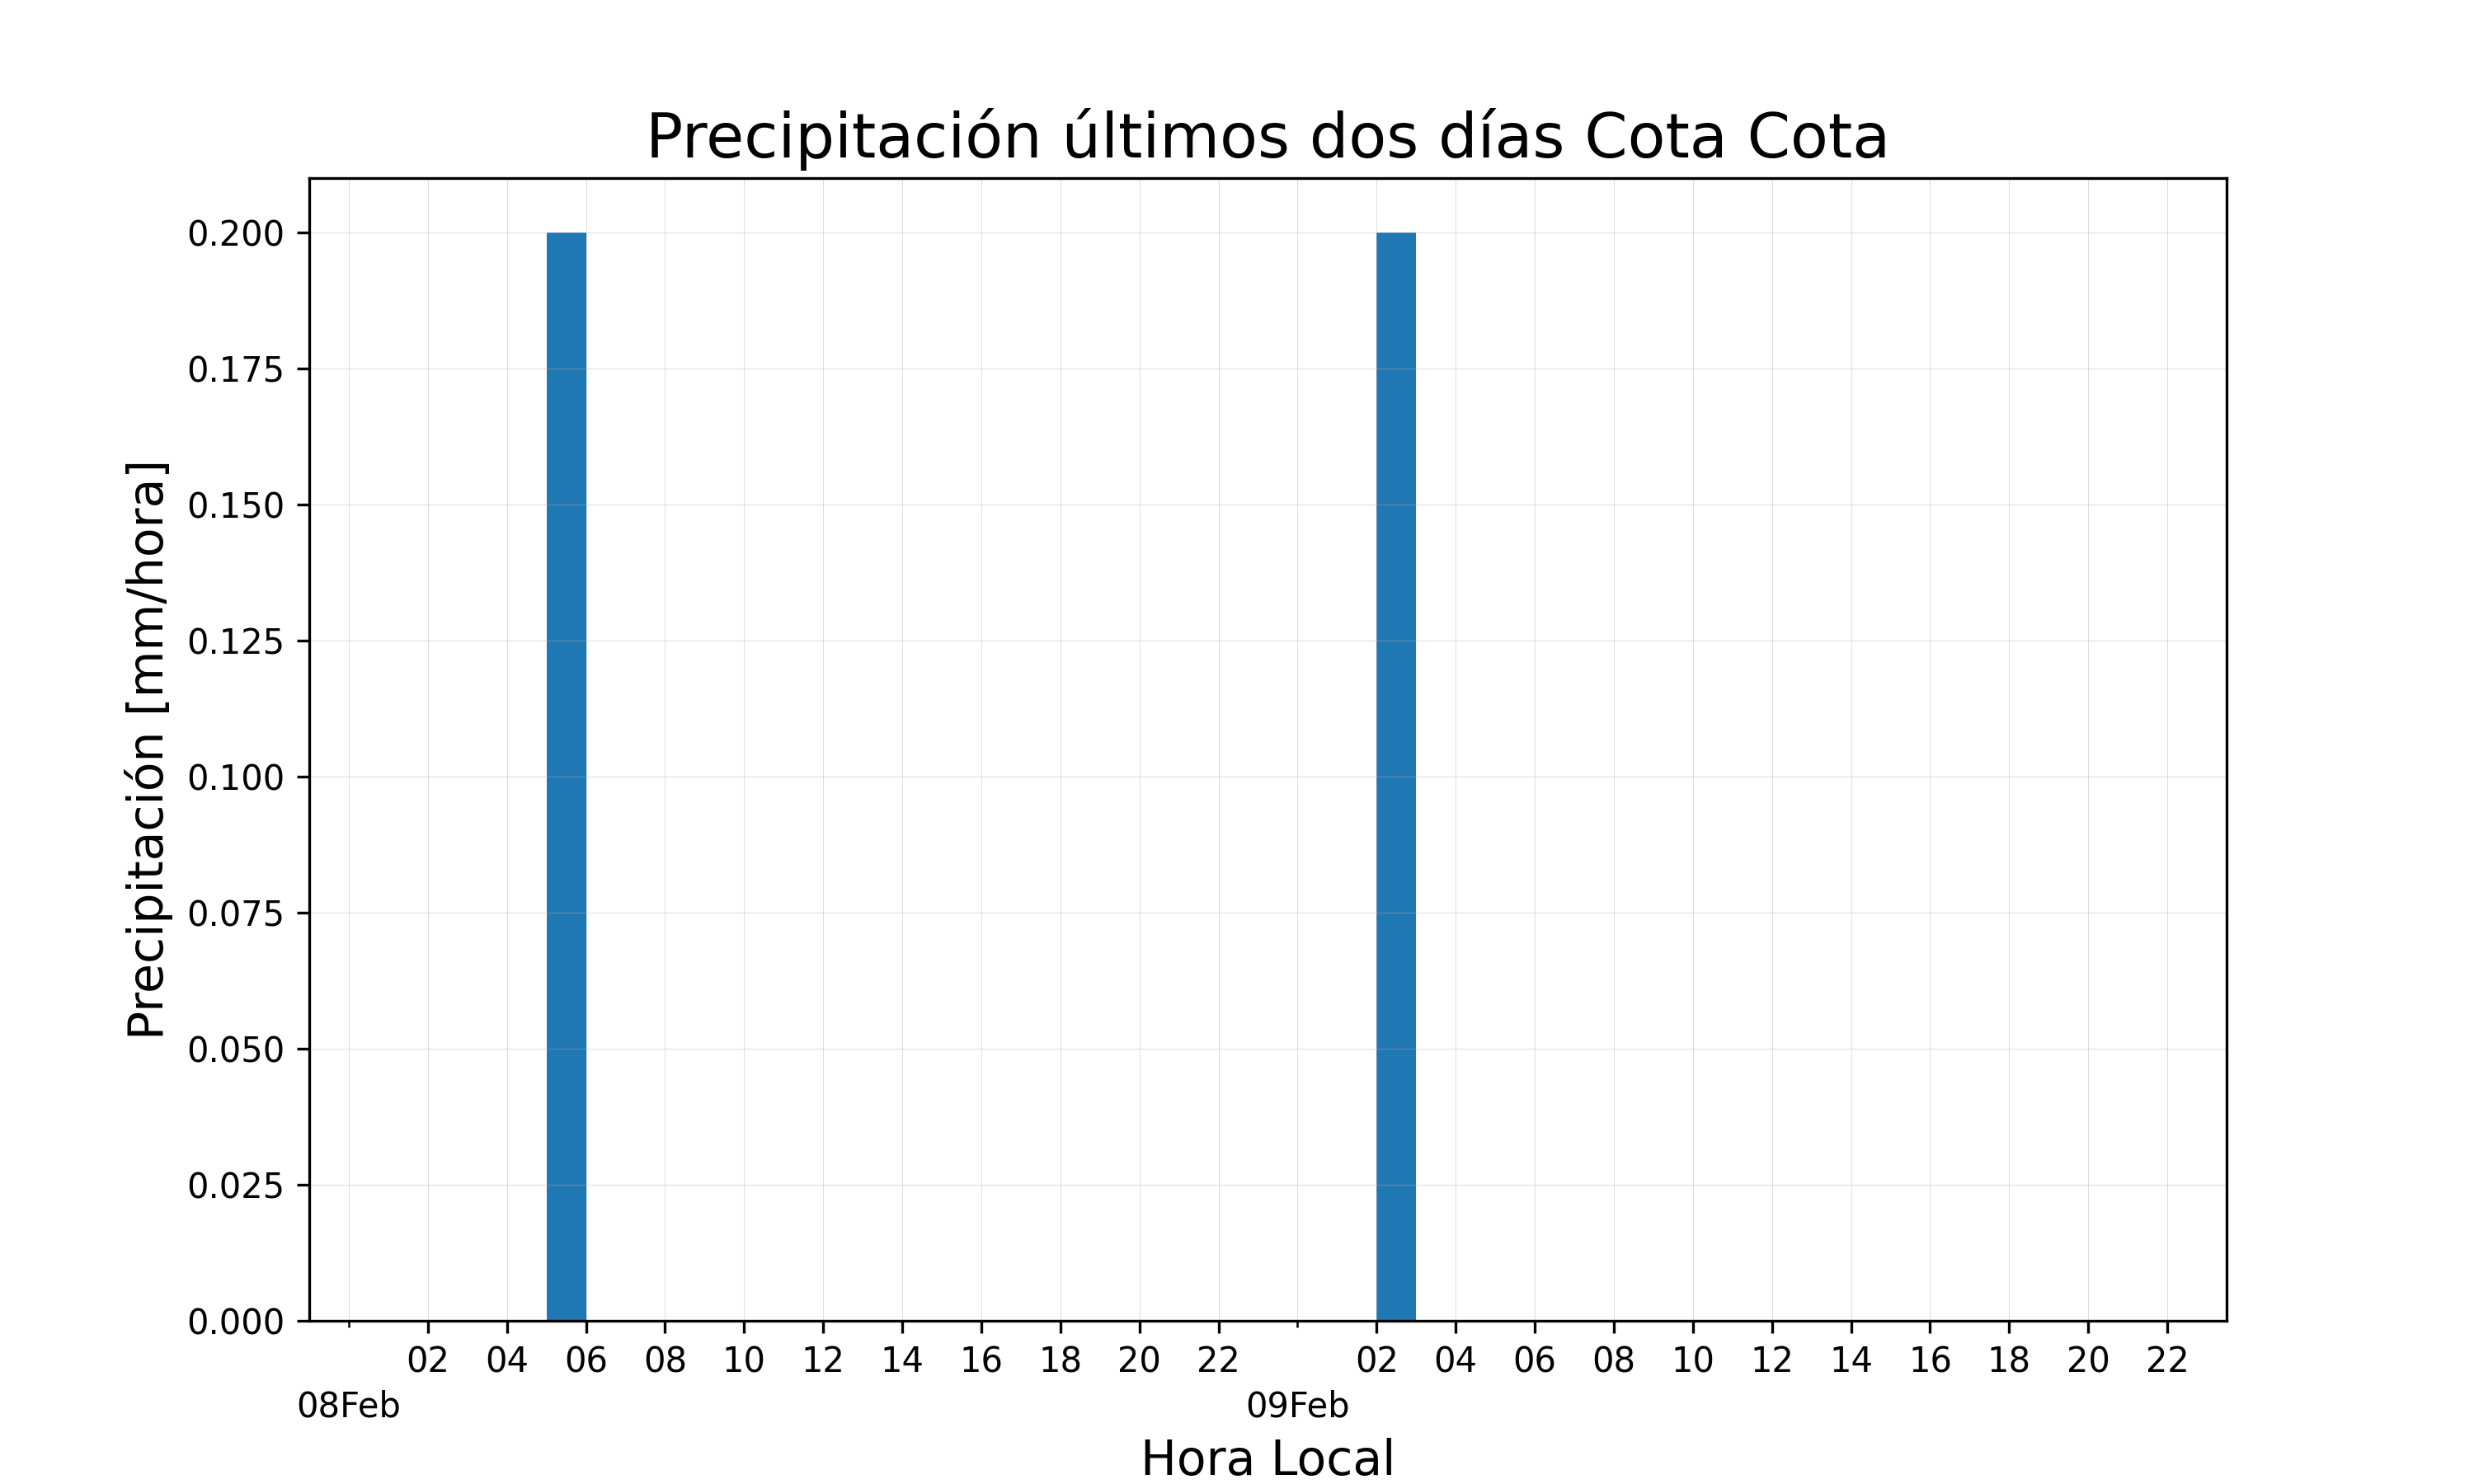 Precipitación últimos dos días Cota Cota
Precipitación [mm/hora]
0.200
0.175
0.150
0.125
0.100
0.075
0.050
0.025
0.000
02 04 06 08 10 12 14 16 18 20 22 02 04 06 08 10 12 14 16 18 20 22
08Feb 09Feb
Hora Local